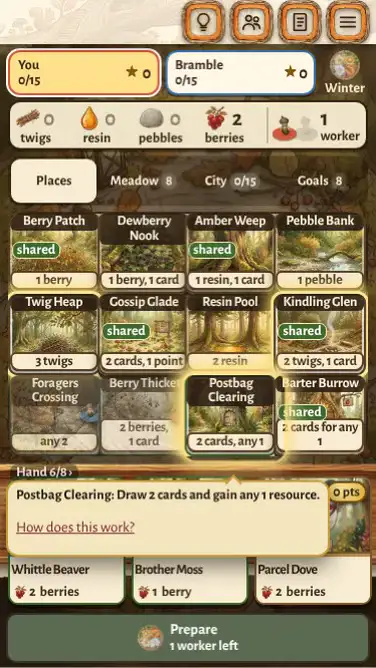 You
0/15
0
Bramble
0/15
0
Winter
0
twigs
0
resin
0
pebbles
2
berries
1
worker
Places
Meadow 8
City 0/15
Goals 8
Berry Patch
shared
1 berry
Dewberry
Nook
1 berry, 1 card
Amber Weep
shared
1 resin, 1 card
Pebble Bank
1 pebble
Twig Heap
3 twigs
Gossip Glade
shared
2 cards, 1 point
Resin Pool
2 resin
Kindling Glen
shared
2 twigs, 1 card
Foragers
Crossing
any 2
Berry Thicket
2 berries,
1 card
Postbag
Clearing
2 cards, any 1
Barter Burrow
shared
2 cards for any
1
Hand 6/8 ›
Postbag Clearing: Draw 2 cards and gain any 1 resource.
How does this work?
0 pts
Whittle Beaver
2 berries
Brother Moss
1 berry
Parcel Dove
2 berries
Prepare
1 worker left